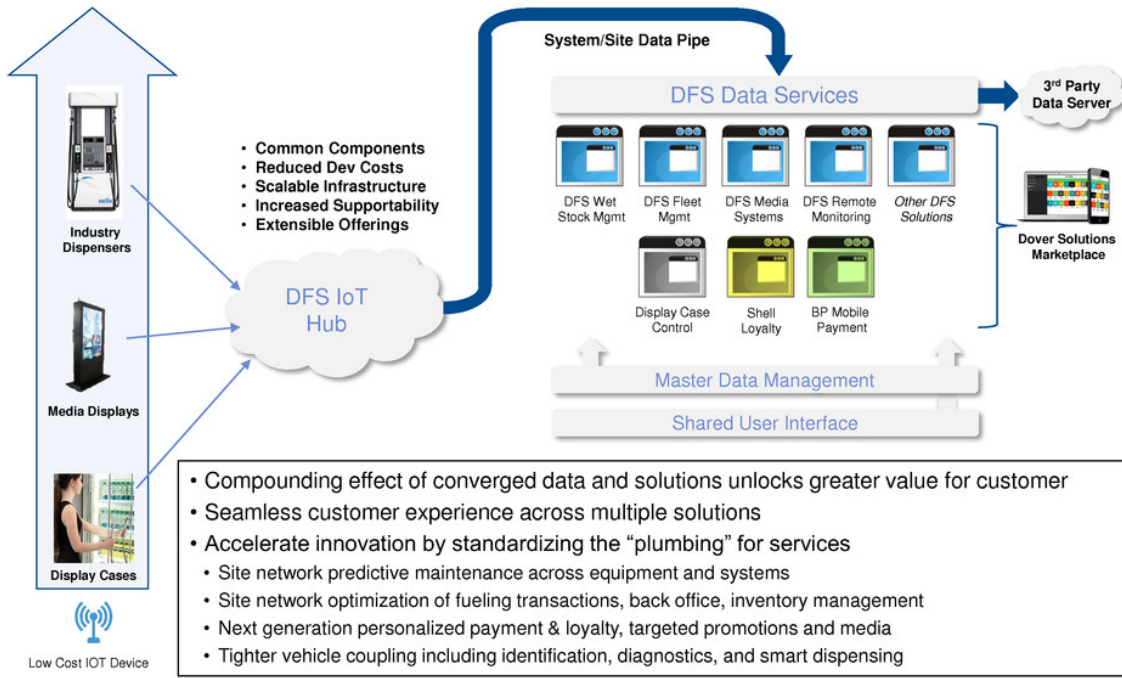 System/Site Data Pipe
DFS Data Services
3rd Party
Data Server
Industry
Dispensers
Media Displays
Display Cases
Low Cost IOT Device
• Common Components
• Reduced Dev Costs
• Scalable Infrastructure
• Increased Supportability
• Extensible Offerings
DFS IoT
Hub
DFS Wet
Stock Mgmt
DFS Fleet
Mgmt
DFS Media
Systems
DFS Remote
Monitoring
Other DFS
Solutions
Display Case
Control
Shell
Loyalty
BP Mobile
Payment
Dover Solutions
Marketplace
Master Data Management
Shared User Interface
• Compounding effect of converged data and solutions unlocks greater value for customer
• Seamless customer experience across multiple solutions
• Accelerate innovation by standardizing the “plumbing” for services
• Site network predictive maintenance across equipment and systems
• Site network optimization of fueling transactions, back office, inventory management
• Next generation personalized payment & loyalty, targeted promotions and media
• Tighter vehicle coupling including identification, diagnostics, and smart dispensing